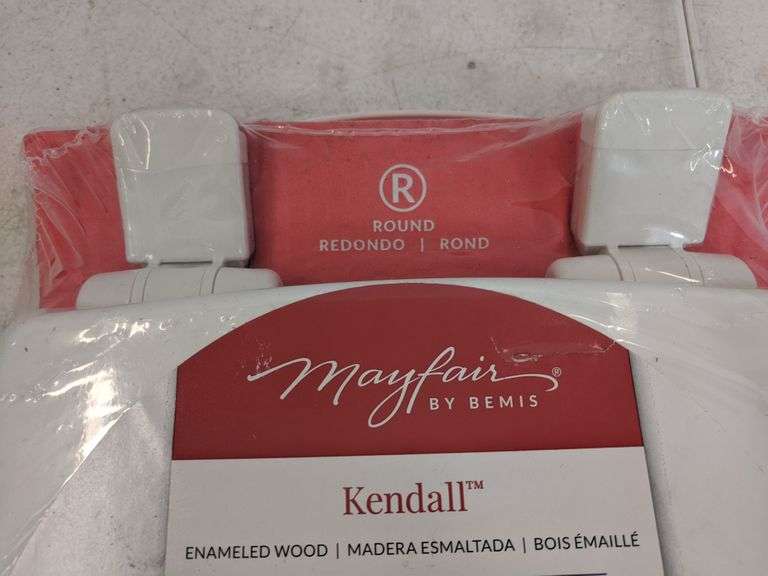 R
ROUND
REDONDO | ROND
Mayfair®
BY BEMIS
Kendall™
ENAMELED WOOD | MADERA ESMALTADA | BOIS ÉMAILLÉ